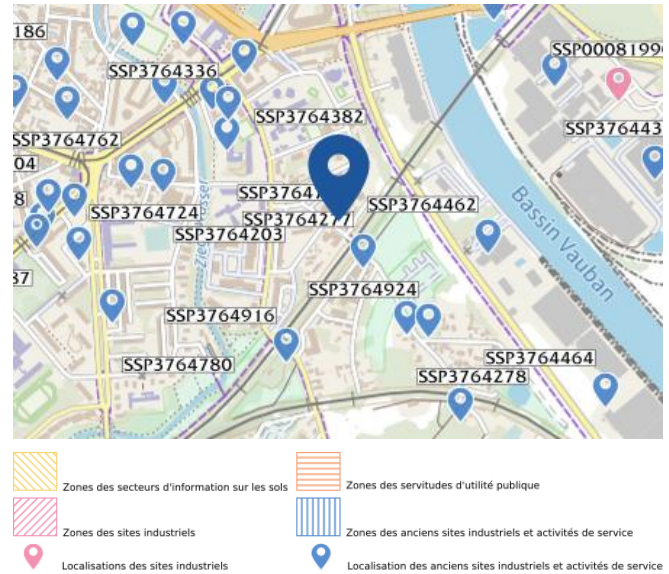 186
SSP3764336
SSP0008199
SSP3764382
SSP376443
SSP3764762
04
SSP37647
8
SSP3764724
SSP3764277
SSP3764462
SSP3764203
Bassin Vauban
37
SSP3764924
SSP3764916
SSP3764780
SSP3764464
SSP3764278
Zones des secteurs d'information sur les sols
Zones des servitudes d'utilité publique
Zones des sites industriels
Zones des anciens sites industriels et activités de service
Localisations des sites industriels
Localisation des anciens sites industriels et activités de service